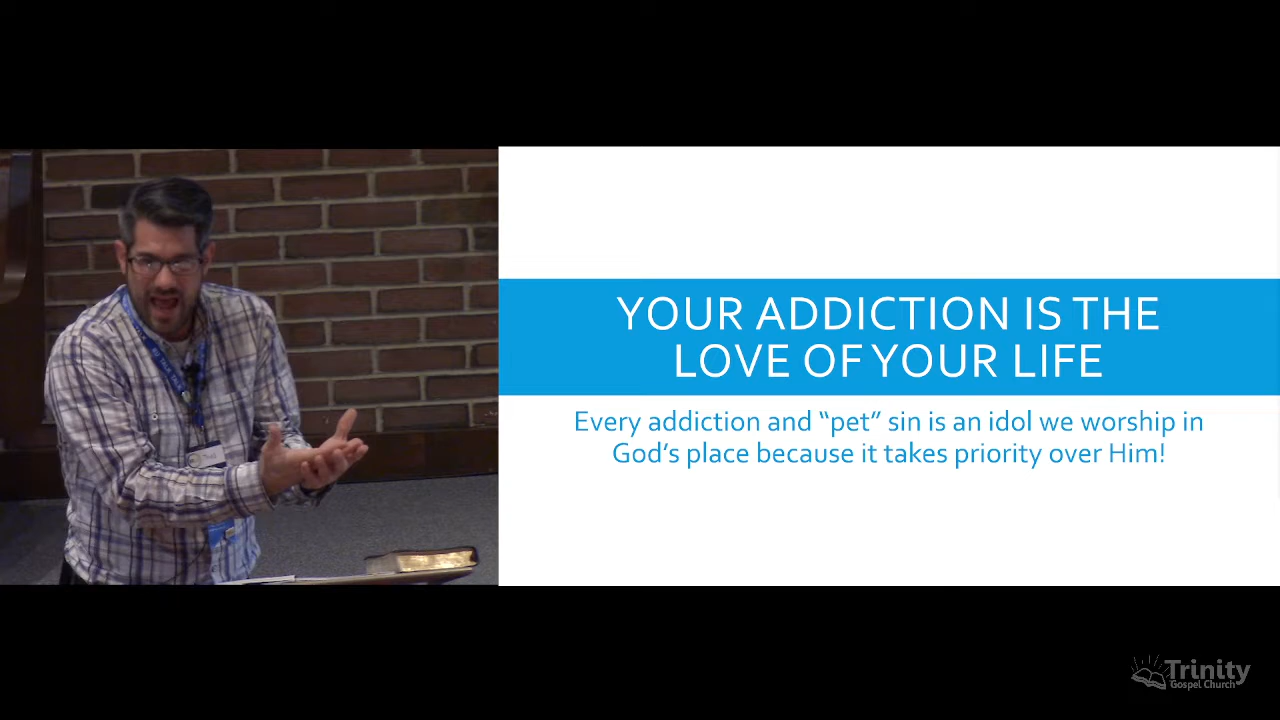 YOUR ADDICTION IS THE
LOVE OF YOUR LIFE
Every addiction and “pet” sin is an idol we worship in
God’s place because it takes priority over Him!
Trinity
Gospel Church